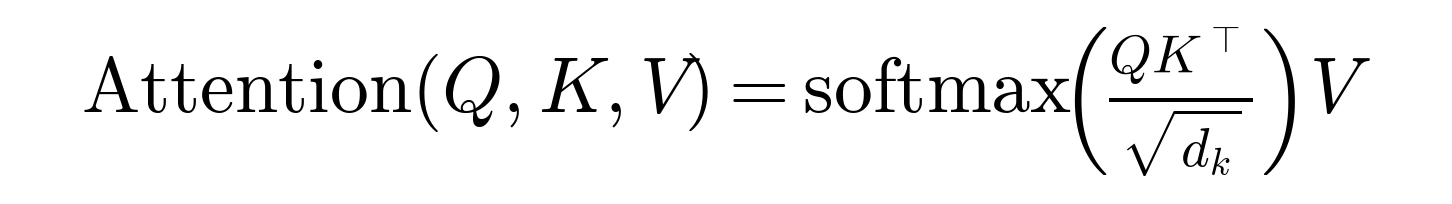 Attention(Q, K, V) = softmax(QK^⊤ / √d_k) V